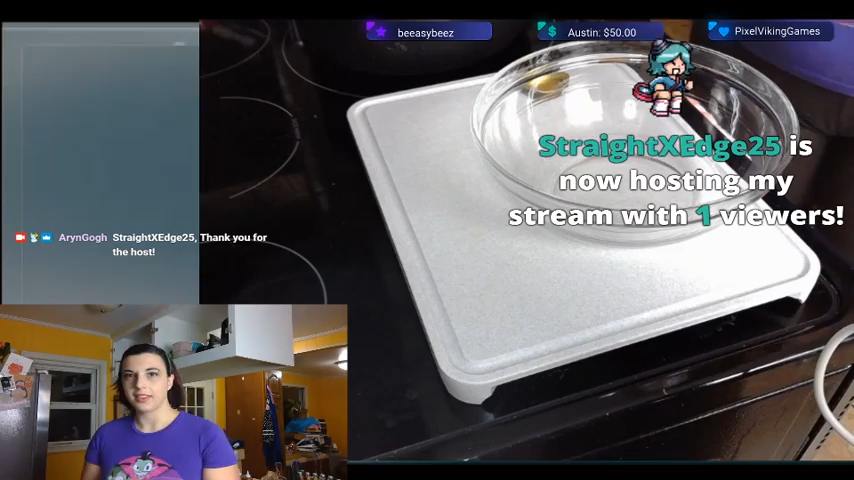 beeasybeez
Austin: $50.00
PixelVikingGames
StraightXEdge25 is
now hosting my
stream with 1 viewers!
ArynGogh StraightXEdge25, Thank you for
the host!